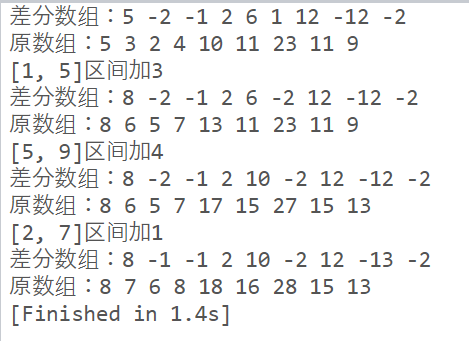 差分数组：5 -2 -1 2 6 1 12 -12 -2
原数组：5 3 2 4 10 11 23 11 9
[1, 5]区间加3
差分数组：8 -2 -1 2 6 -2 12 -12 -2
原数组：8 6 5 7 13 11 23 11 9
[5, 9]区间加4
差分数组：8 -2 -1 2 10 -2 12 -12 -2
原数组：8 6 5 7 17 15 27 15 13
[2, 7]区间加1
差分数组：8 -1 -1 2 10 -2 12 -13 -2
原数组：8 7 6 8 18 16 28 15 13
[Finished in 1.4s]